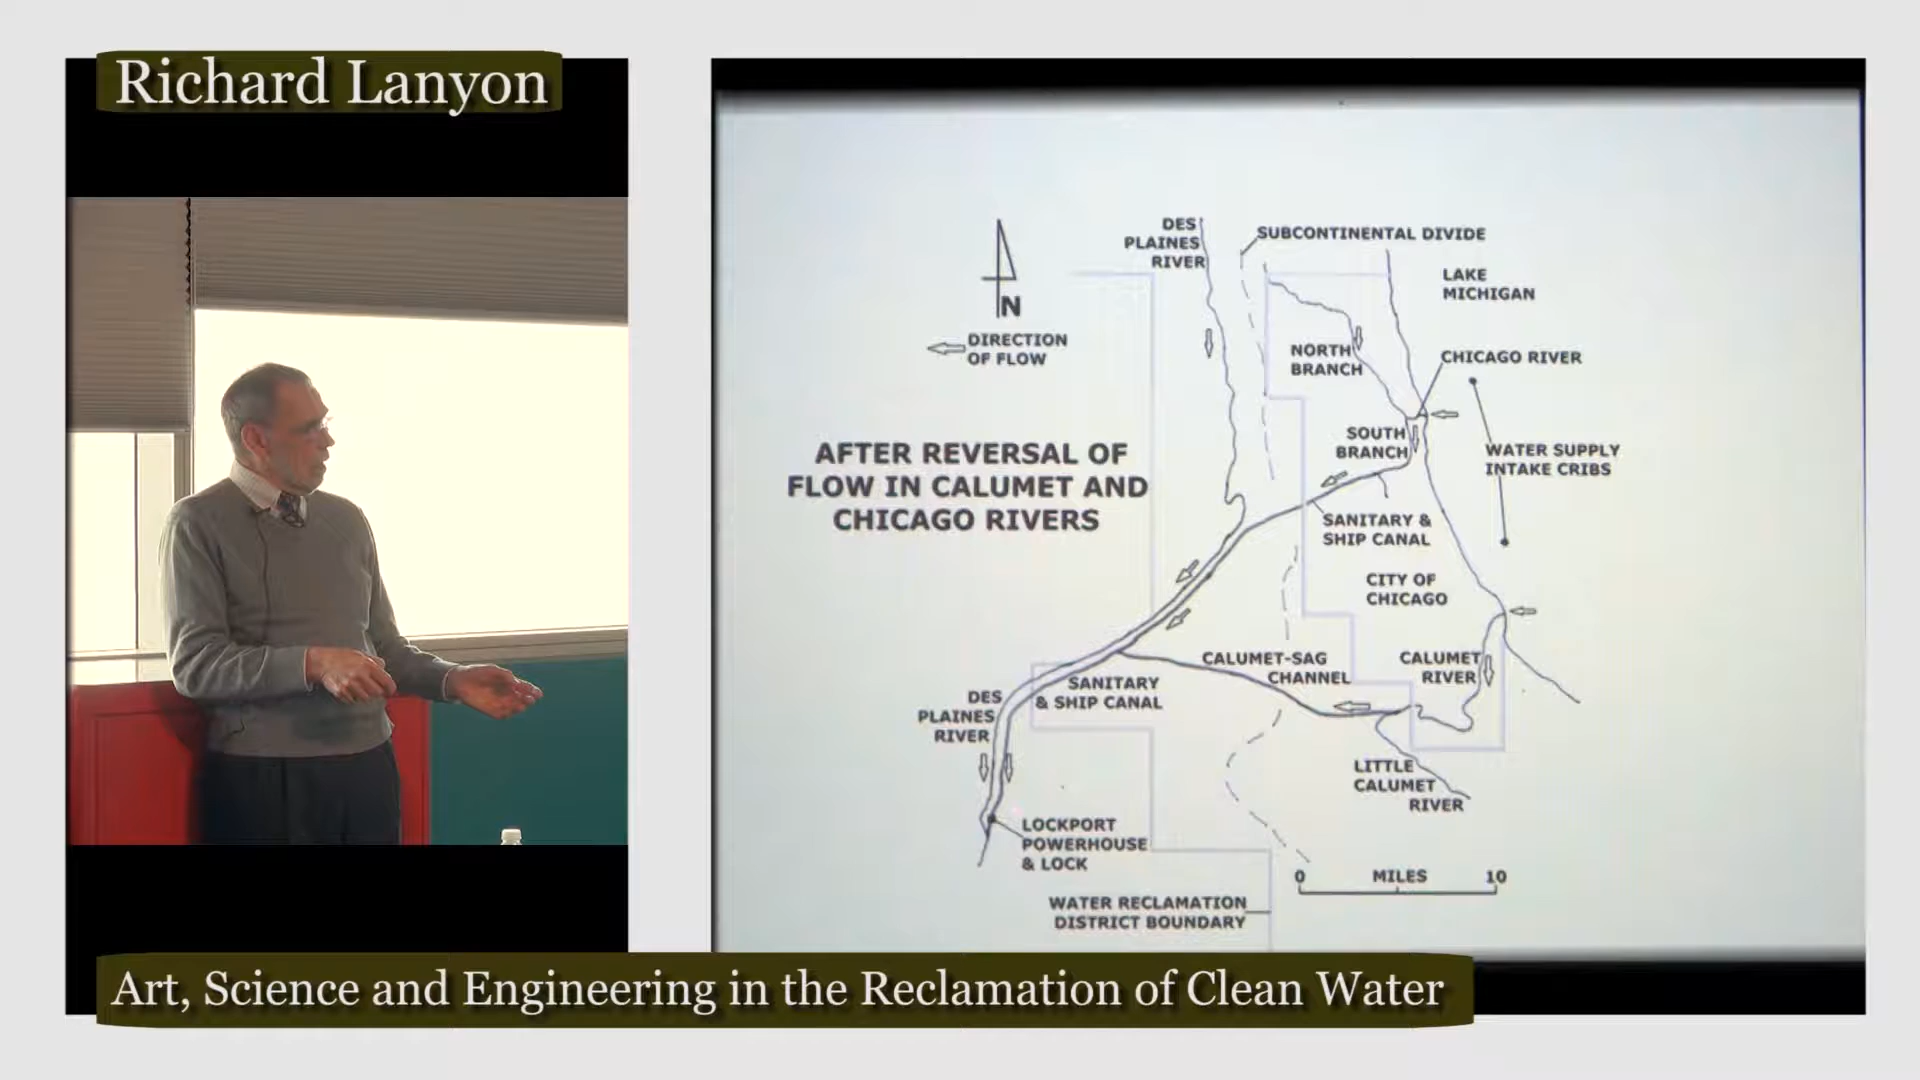 Richard Lanyon
DES
PLAINES
RIVER
SUBCONTINENTAL DIVIDE
LAKE
MICHIGAN
N
DIRECTION
OF FLOW
NORTH
BRANCH
CHICAGO RIVER
AFTER REVERSAL OF
FLOW IN CALUMET AND
CHICAGO RIVERS
SOUTH
BRANCH
WATER SUPPLY
INTAKE CRIBS
SANITARY &
SHIP CANAL
CITY OF
CHICAGO
CALUMET-SAG
CHANNEL
CALUMET
RIVER
SANITARY
& SHIP CANAL
DES
PLAINES
RIVER
LITTLE
CALUMET
RIVER
LOCKPORT
POWERHOUSE
& LOCK
0 MILES 10
WATER RECLAMATION
DISTRICT BOUNDARY
Art, Science and Engineering in the Reclamation of Clean Water